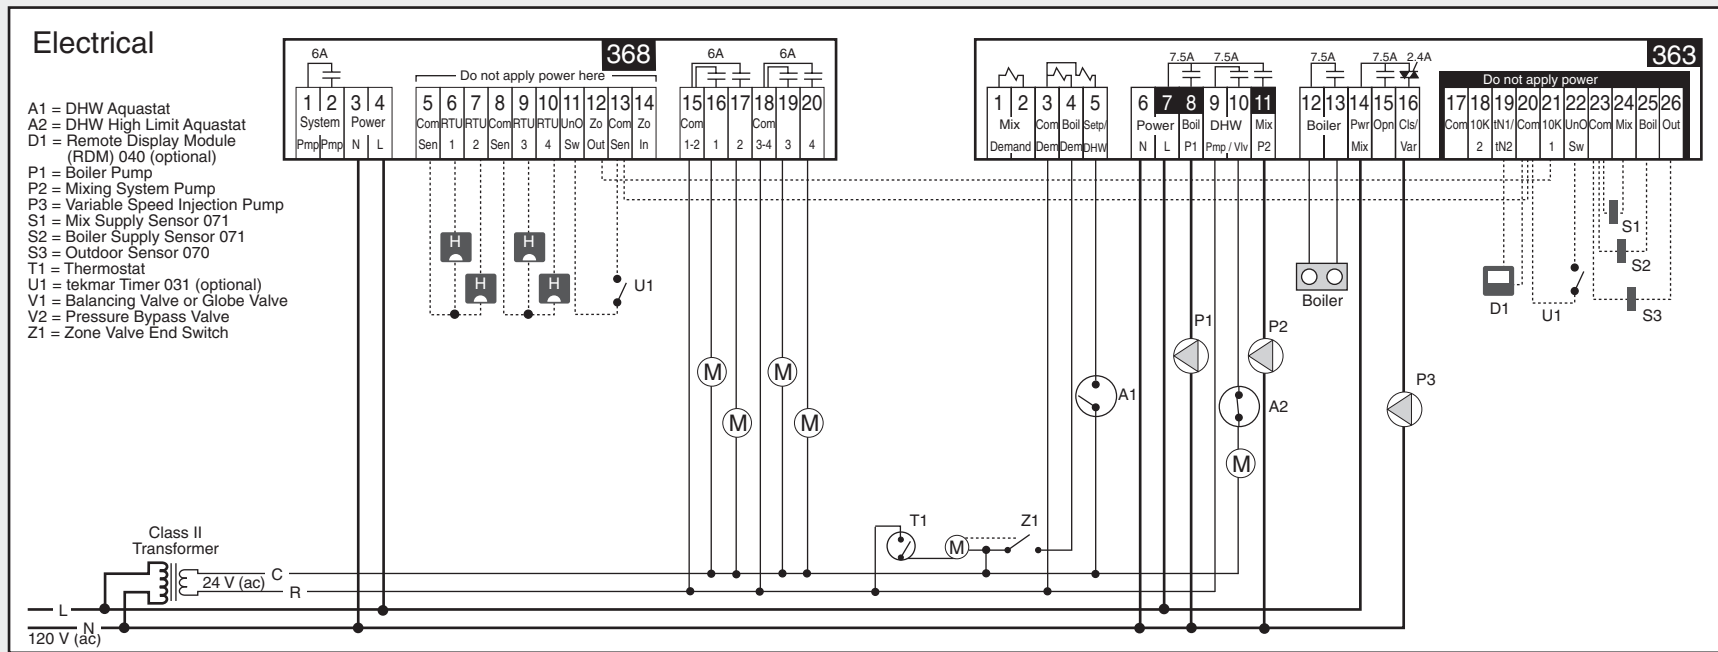 Electrical
A1 = DHW Aquastat
A2 = DHW High Limit Aquastat
D1 = Remote Display Module
(RDM) 040 (optional)
P1 = Boiler Pump
P2 = Mixing System Pump
P3 = Variable Speed Injection Pump
S1 = Mix Supply Sensor 071
S2 = Boiler Supply Sensor 071
S3 = Outdoor Sensor 070
T1 = Thermostat
U1 = tekmar Timer 031 (optional)
V1 = Balancing Valve or Globe Valve
V2 = Pressure Bypass Valve
Z1 = Zone Valve End Switch
368
6A 6A 6A
Do not apply power here
1 2 3 4 5 6 7 8 9 10 11 12 13 14 15 16 17 18 19 20
System Power Com RTU RTU Com RTU RTU UnO Zo Com Zo Com Com
Pmp Pmp N L Sen 1 2 Sen 3 4 Sw Out Sen In 1-2 1 2 3-4 3 4
363
7.5A 7.5A 7.5A 7.5A 2.4A
Do not apply power
1 2 3 4 5 6 7 8 9 10 11 12 13 14 15 16 17 18 19 20 21 22 23 24 25 26
Mix Com Boil Setp/ Power Boil DHW Mix Boiler Pwr Opn Cls/ Com 10K tN1/ Com 10K UnO Com Mix Boil Out
Demand Dem Dem DHW N L P1 Pmp / Vlv P2 Mix Var 2 tN2 1 Sw
H H
H H
U1
S1
S2
S3
D1
U1
Boiler
P1
P2
P3
M M
M M
A1
A2
M
T1
M
Z1
Class II
Transformer
C
24 V (ac)
R
L
N
120 V (ac)